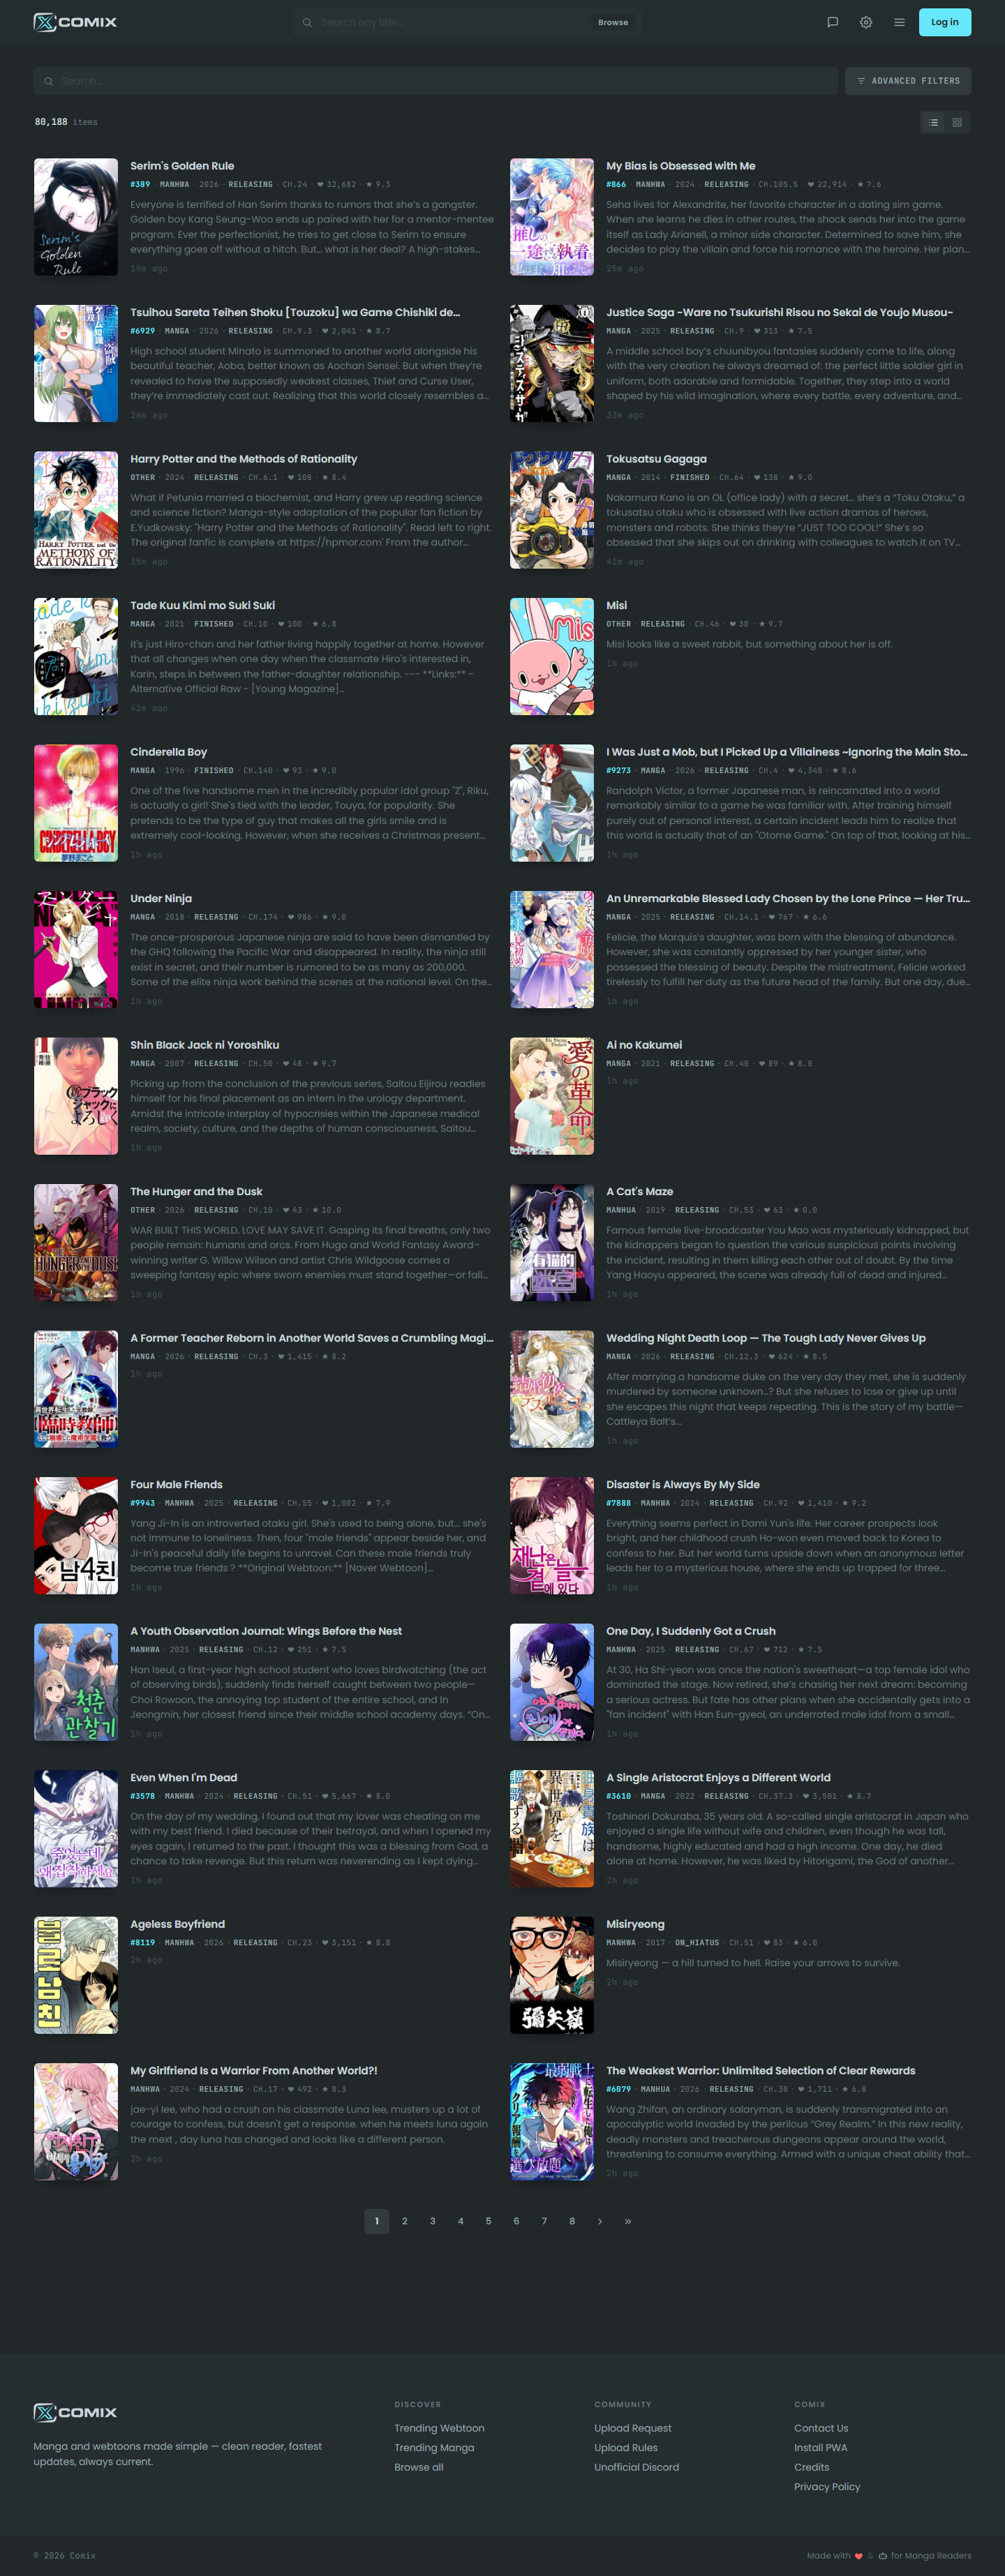 COMIX
Search any title...
Browse
Log in
Search...
ADVANCED FILTERS
80,188 items
Serim's Golden Rule
#389 · MANHWA · 2026 · RELEASING · CH.24 · ♥ 32,682 · ★ 9.3
Everyone is terrified of Han Serim thanks to rumors that she's a gangster.
Golden boy Kang Seung-Woo ends up paired with her for a mentor-mentee
program. Ever the perfectionist, he tries to get close to Serim to ensure
everything goes off without a hitch. But... what is her deal? A high-stakes...
19m ago
My Bias is Obsessed with Me
#866 · MANHWA · 2024 · RELEASING · CH.105.5 · ♥ 22,914 · ★ 7.6
Seha lives for Alexandrite, her favorite character in a dating sim game.
When she learns he dies in other routes, the shock sends her into the game
itself as Lady Arianell, a minor side character. Determined to save him, she
decides to play the villain and force his romance with the heroine. Her plan...
25m ago
Tsuihou Sareta Teihen Shoku [Touzoku] wa Game Chishiki de...
#6929 · MANGA · 2026 · RELEASING · CH.9.3 · ♥ 2,041 · ★ 8.7
High school student Minato is summoned to another world alongside his
beautiful teacher, Aoba, better known as Aochan Sensei. But when they're
revealed to have the supposedly weakest classes, Thief and Curse User,
they're immediately cast out. Realizing that this world closely resembles a...
26m ago
Justice Saga -Ware no Tsukurishi Risou no Sekai de Youjo Musou-
MANGA · 2025 · RELEASING · CH.9 · ♥ 313 · ★ 7.5
A middle school boy's chuunibyou fantasies suddenly come to life, along
with the very creation he always dreamed of: the perfect little soldier girl in
uniform, both adorable and formidable. Together, they step into a world
shaped by his wild imagination, where every battle, every adventure, and...
33m ago
Harry Potter and the Methods of Rationality
OTHER · 2024 · RELEASING · CH.6.1 · ♥ 108 · ★ 8.4
What if Petunia married a biochemist, and Harry grew up reading science
and science fiction? Manga-style adaptation of the popular fan fiction by
E.Yudkowsky: "Harry Potter and the Methods of Rationality". Read left to right.
The original fanfic is complete at https://hpmor.com' From the author...
35m ago
Tokusatsu Gagaga
MANGA · 2014 · FINISHED · CH.64 · ♥ 138 · ★ 9.0
Nakamura Kano is an OL (office lady) with a secret... she's a "Toku Otaku," a
tokusatsu otaku who is obsessed with live action dramas of heroes,
monsters and robots. She thinks they're "JUST TOO COOL!" She's so
obsessed that she skips out on drinking with colleagues to watch it on TV...
41m ago
Tade Kuu Kimi mo Suki Suki
MANGA · 2021 · FINISHED · CH.10 · ♥ 100 · ★ 6.8
It's just Hiro-chan and her father living happily together at home. However
that all changes when one day when the classmate Hiro's interested in,
Karin, steps in between the father-daughter relationship. --- **Links:** -
Alternative Official Raw - [Young Magazine]...
42m ago
Misi
OTHER · RELEASING · CH.46 · ♥ 30 · ★ 9.7
Misi looks like a sweet rabbit, but something about her is off.
1h ago
Cinderella Boy
MANGA · 1996 · FINISHED · CH.140 · ♥ 93 · ★ 9.0
One of the five handsome men in the incredibly popular idol group "Z", Riku,
is actually a girl! She's tied with the leader, Touya, for popularity. She
pretends to be the type of guy that makes all the girls smile and is
extremely cool-looking. However, when she receives a Christmas present...
1h ago
I Was Just a Mob, but I Picked Up a Villainess ~Ignoring the Main Sto...
#9273 · MANGA · 2026 · RELEASING · CH.4 · ♥ 4,348 · ★ 8.6
Randolph Victor, a former Japanese man, is reincarnated into a world
remarkably similar to a game he was familiar with. After training himself
purely out of personal interest, a certain incident leads him to realize that
this world is actually that of an "Otome Game." On top of that, looking at his...
1h ago
Under Ninja
MANGA · 2018 · RELEASING · CH.174 · ♥ 986 · ★ 9.0
The once-prosperous Japanese ninja are said to have been dismantled by
the GHQ following the Pacific War and disappeared. In reality, the ninja still
exist in secret, and their number is rumored to be as many as 200,000.
Some of the elite ninja work behind the scenes at the national level. On the...
1h ago
An Unremarkable Blessed Lady Chosen by the Lone Prince — Her Tru...
MANGA · 2025 · RELEASING · CH.14.1 · ♥ 767 · ★ 6.6
Felicie, the Marquis's daughter, was born with the blessing of abundance.
However, she was constantly oppressed by her younger sister, who
possessed the blessing of beauty. Despite the mistreatment, Felicie worked
tirelessly to fulfill her duty as the future head of the family. But one day, due...
1h ago
Shin Black Jack ni Yoroshiku
MANGA · 2007 · RELEASING · CH.50 · ♥ 48 · ★ 9.7
Picking up from the conclusion of the previous series, Saitou Eijirou readies
himself for his final placement as an intern in the urology department.
Amidst the intricate interplay of hypocrisies within the Japanese medical
realm, society, culture, and the depths of human consciousness, Saitou...
1h ago
Ai no Kakumei
MANGA · 2021 · RELEASING · CH.40 · ♥ 89 · ★ 8.0
1h ago
The Hunger and the Dusk
OTHER · 2026 · RELEASING · CH.10 · ♥ 43 · ★ 10.0
WAR BUILT THIS WORLD. LOVE MAY SAVE IT. Gasping its final breaths, only two
people remain: humans and orcs. From Hugo and World Fantasy Award–
winning writer G. Willow Wilson and artist Chris Wildgoose comes a
sweeping fantasy epic where sworn enemies must stand together—or fall...
1h ago
A Cat's Maze
MANHUA · 2019 · RELEASING · CH.53 · ♥ 63 · ★ 0.0
Famous female live-broadcaster You Mao was mysteriously kidnapped, but
the kidnappers began to question the various suspicious points involving
the incident, resulting in them killing each other out of doubt. By the time
Yang Haoyu appeared, the scene was already full of dead and injured...
1h ago
A Former Teacher Reborn in Another World Saves a Crumbling Magi...
MANGA · 2026 · RELEASING · CH.3 · ♥ 1,415 · ★ 8.2
1h ago
Wedding Night Death Loop — The Tough Lady Never Gives Up
MANGA · 2026 · RELEASING · CH.12.3 · ♥ 624 · ★ 8.5
After marrying a handsome duke on the very day they met, she is suddenly
murdered by someone unknown...? But she refuses to lose or give up until
she escapes this night that keeps repeating. This is the story of my battle—
Cattleya Balt's...
1h ago
Four Male Friends
#9943 · MANHWA · 2025 · RELEASING · CH.55 · ♥ 1,002 · ★ 7.9
Yang Ji-In is an introverted otaku girl. She's used to being alone, but... she's
not immune to loneliness. Then, four "male friends" appear beside her, and
Ji-In's peaceful daily life begins to unravel. Can these male friends truly
become true friends ? **Original Webtoon:** [Naver Webtoon]...
1h ago
Disaster is Always By My Side
#7888 · MANHWA · 2024 · RELEASING · CH.92 · ♥ 1,410 · ★ 9.2
Everything seems perfect in Dami Yun's life. Her career prospects look
bright, and her childhood crush Ho-won even moved back to Korea to
confess to her. But her world turns upside down when an anonymous letter
leads her to a mysterious house, where she ends up trapped for three...
1h ago
A Youth Observation Journal: Wings Before the Nest
MANHWA · 2025 · RELEASING · CH.12 · ♥ 251 · ★ 7.5
Han Iseul, a first-year high school student who loves birdwatching (the act
of observing birds), suddenly finds herself caught between two people—
Choi Rowoon, the annoying top student of the entire school, and In
Jeongmin, her closest friend since their middle school academy days. "On...
1h ago
One Day, I Suddenly Got a Crush
MANHWA · 2025 · RELEASING · CH.67 · ♥ 712 · ★ 7.5
At 30, Ha Shi-yeon was once the nation's sweetheart—a top female idol who
dominated the stage. Now retired, she's chasing her next dream: becoming
a serious actress. But fate has other plans when she accidentally gets into a
"fan incident" with Han Eun-gyeol, an underrated male idol from a small...
1h ago
Even When I'm Dead
#3578 · MANHWA · 2024 · RELEASING · CH.51 · ♥ 5,667 · ★ 8.0
On the day of my wedding, I found out that my lover was cheating on me
with my best friend. I died because of their betrayal, and when I opened my
eyes again, I returned to the past. I thought this was a blessing from God, a
chance to take revenge. But this return was neverending as I kept dying...
1h ago
A Single Aristocrat Enjoys a Different World
#3610 · MANGA · 2022 · RELEASING · CH.37.3 · ♥ 3,501 · ★ 8.7
Toshinori Dokuraba, 35 years old. A so-called single aristocrat in Japan who
enjoyed a single life without wife and children, even though he was tall,
handsome, highly educated and had a high income. One day, he died
alone at home. However, he was liked by Hitorigami, the God of another...
2h ago
Ageless Boyfriend
#8119 · MANHWA · 2026 · RELEASING · CH.23 · ♥ 3,151 · ★ 8.8
2h ago
Misiryeong
MANHWA · 2017 · ON_HIATUS · CH.51 · ♥ 83 · ★ 6.0
Misiryeong — a hill turned to hell. Raise your arrows to survive.
2h ago
My Girlfriend Is a Warrior From Another World?!
MANHWA · 2024 · RELEASING · CH.17 · ♥ 492 · ★ 8.3
jae-yi lee, who had a crush on his classmate Luna lee, musters up a lot of
courage to confess, but doesn't get a response. when he meets luna again
the mext , day luna has changed and looks like a different person.
2h ago
The Weakest Warrior: Unlimited Selection of Clear Rewards
#6079 · MANHUA · 2026 · RELEASING · CH.30 · ♥ 1,711 · ★ 6.8
Wang Zhifan, an ordinary salaryman, is suddenly transmigrated into an
apocalyptic world invaded by the perilous "Grey Realm." In this new reality,
deadly monsters and treacherous dungeons appear around the world,
threatening to consume everything. Armed with a unique cheat ability that...
2h ago
1 2 3 4 5 6 7 8 › »
COMIX
Manga and webtoons made simple — clean reader, fastest
updates, always current.
DISCOVER
Trending Webtoon
Trending Manga
Browse all
COMMUNITY
Upload Request
Upload Rules
Unofficial Discord
COMIX
Contact Us
Install PWA
Credits
Privacy Policy
© 2026 Comix
Made with ♥ & for Manga Readers